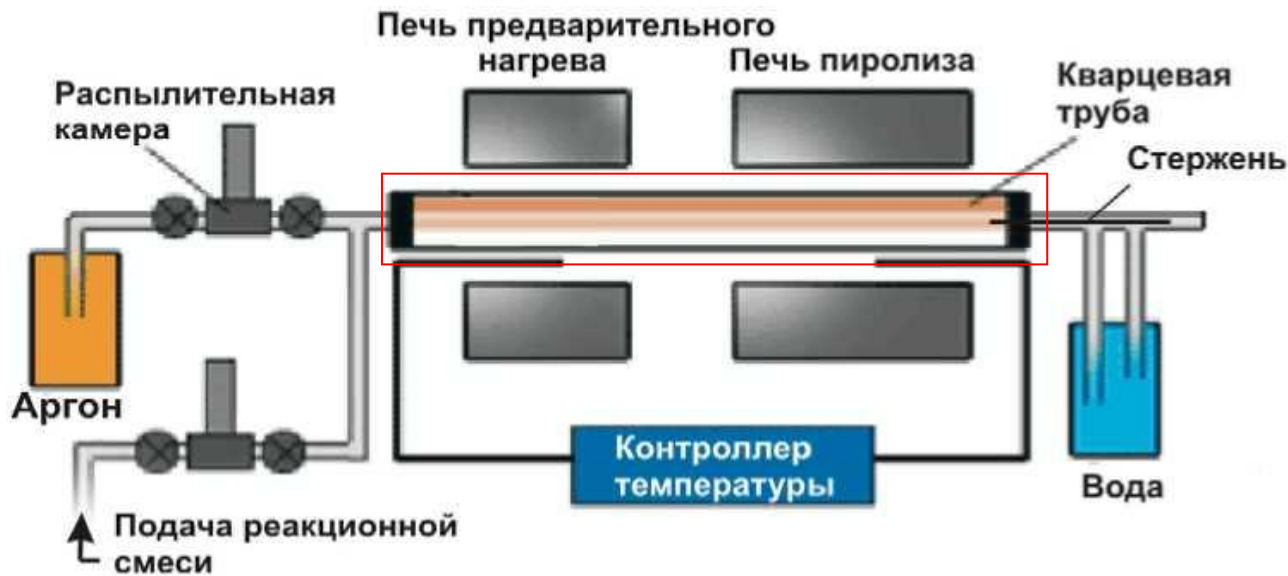 Печь предварительного
нагрева
Печь пиролиза
Кварцевая
труба
Распылительная
камера
Стержень
Аргон
Контроллер
температуры
Вода
Подача реакционной
смеси